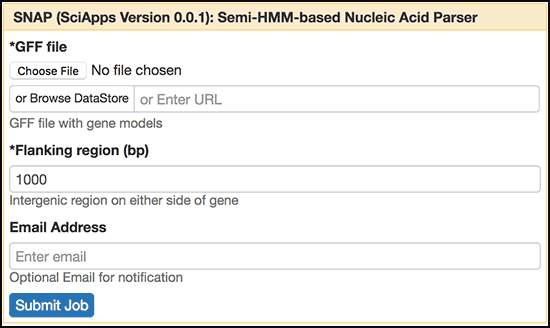 SNAP (SciApps Version 0.0.1): Semi-HMM-based Nucleic Acid Parser
*GFF file
Choose File No file chosen
or Browse DataStore or Enter URL
GFF file with gene models
*Flanking region (bp)
1000
Intergenic region on either side of gene
Email Address
Enter email
Optional Email for notification
Submit Job